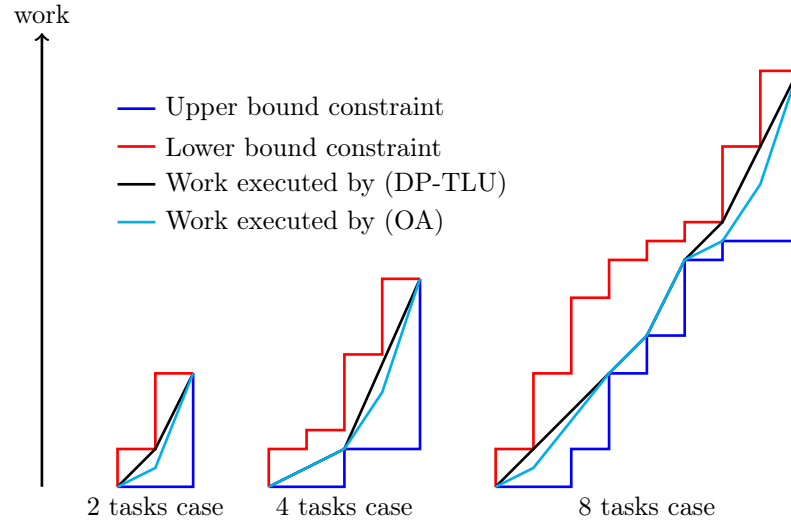 work
Upper bound constraint
Lower bound constraint
Work executed by (DP-TLU)
Work executed by (OA)
2 tasks case
4 tasks case
8 tasks case